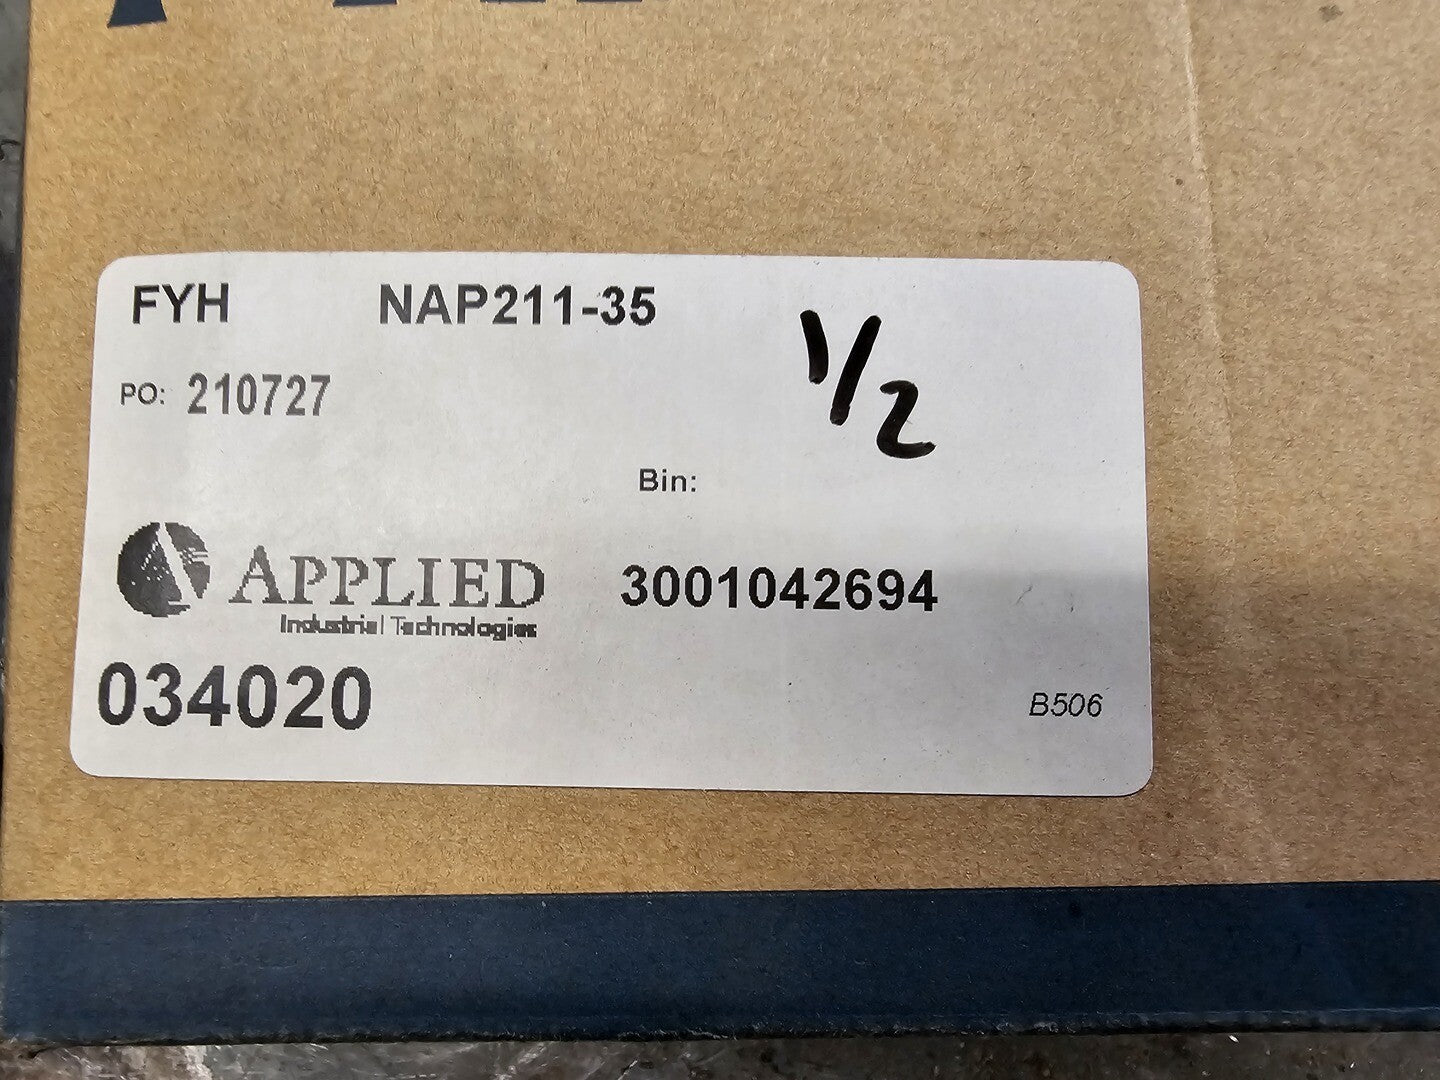 FYH NAP211-35
1/2
PO: 210727
Bin:
APPLIED 3001042694
Industrial Technologies
034020
B506